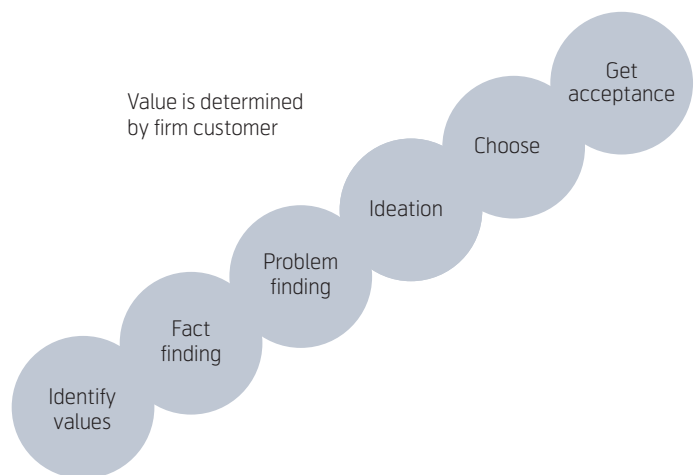 Value is determined
by firm customer
Get
acceptance
Choose
Ideation
Problem
finding
Fact
finding
Identify
values